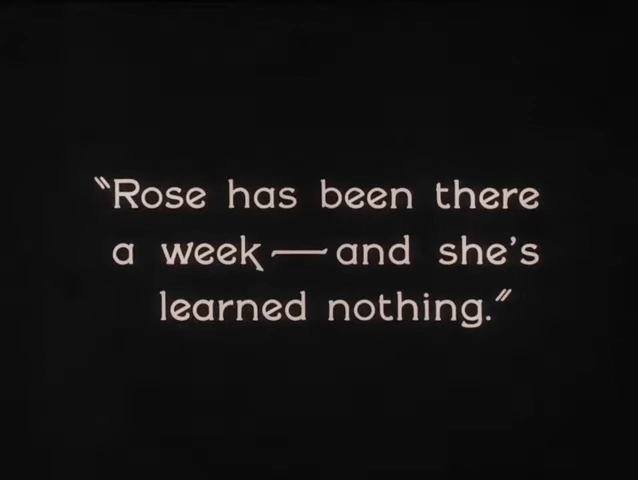 "Rose has been there
a week—and she's
learned nothing."